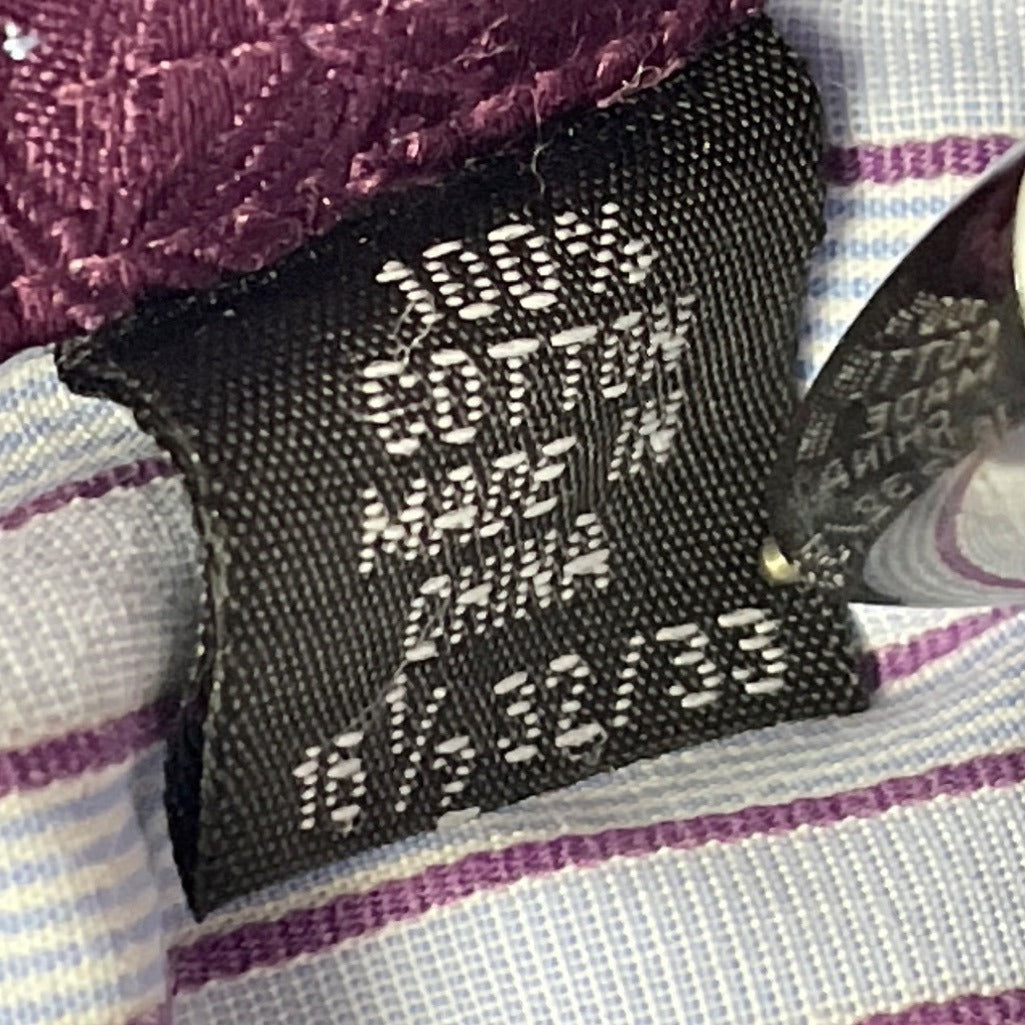 100%
COTTON
MADE IN
CHINA
16 1/2 32/33